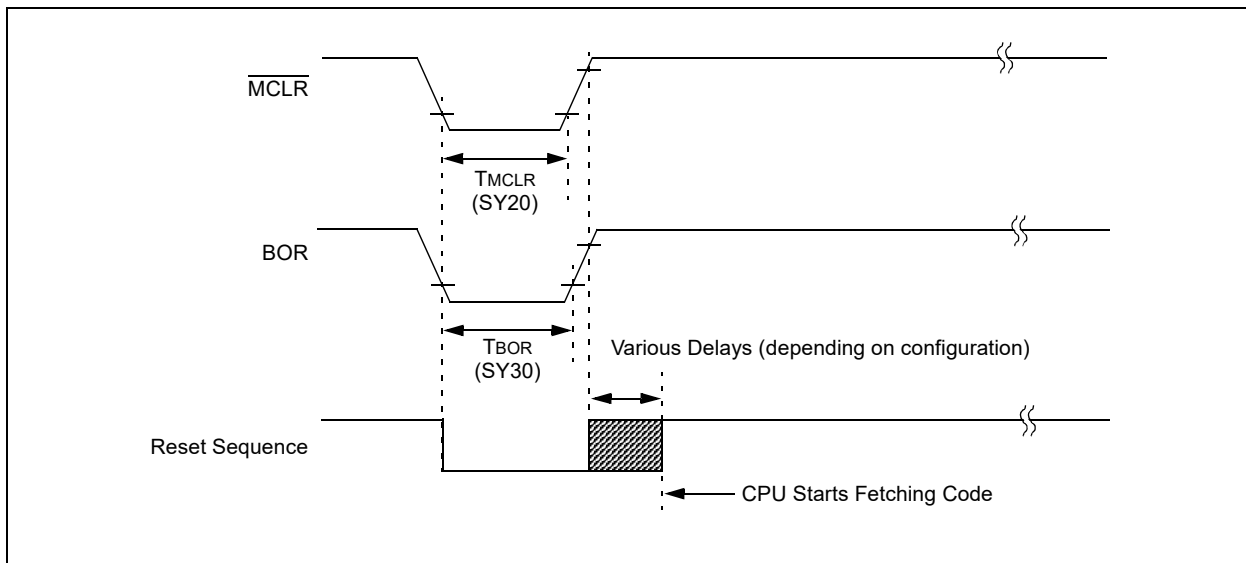 MCLR
TMCLR
(SY20)
BOR
TBOR
(SY30)
Various Delays (depending on configuration)
Reset Sequence
CPU Starts Fetching Code